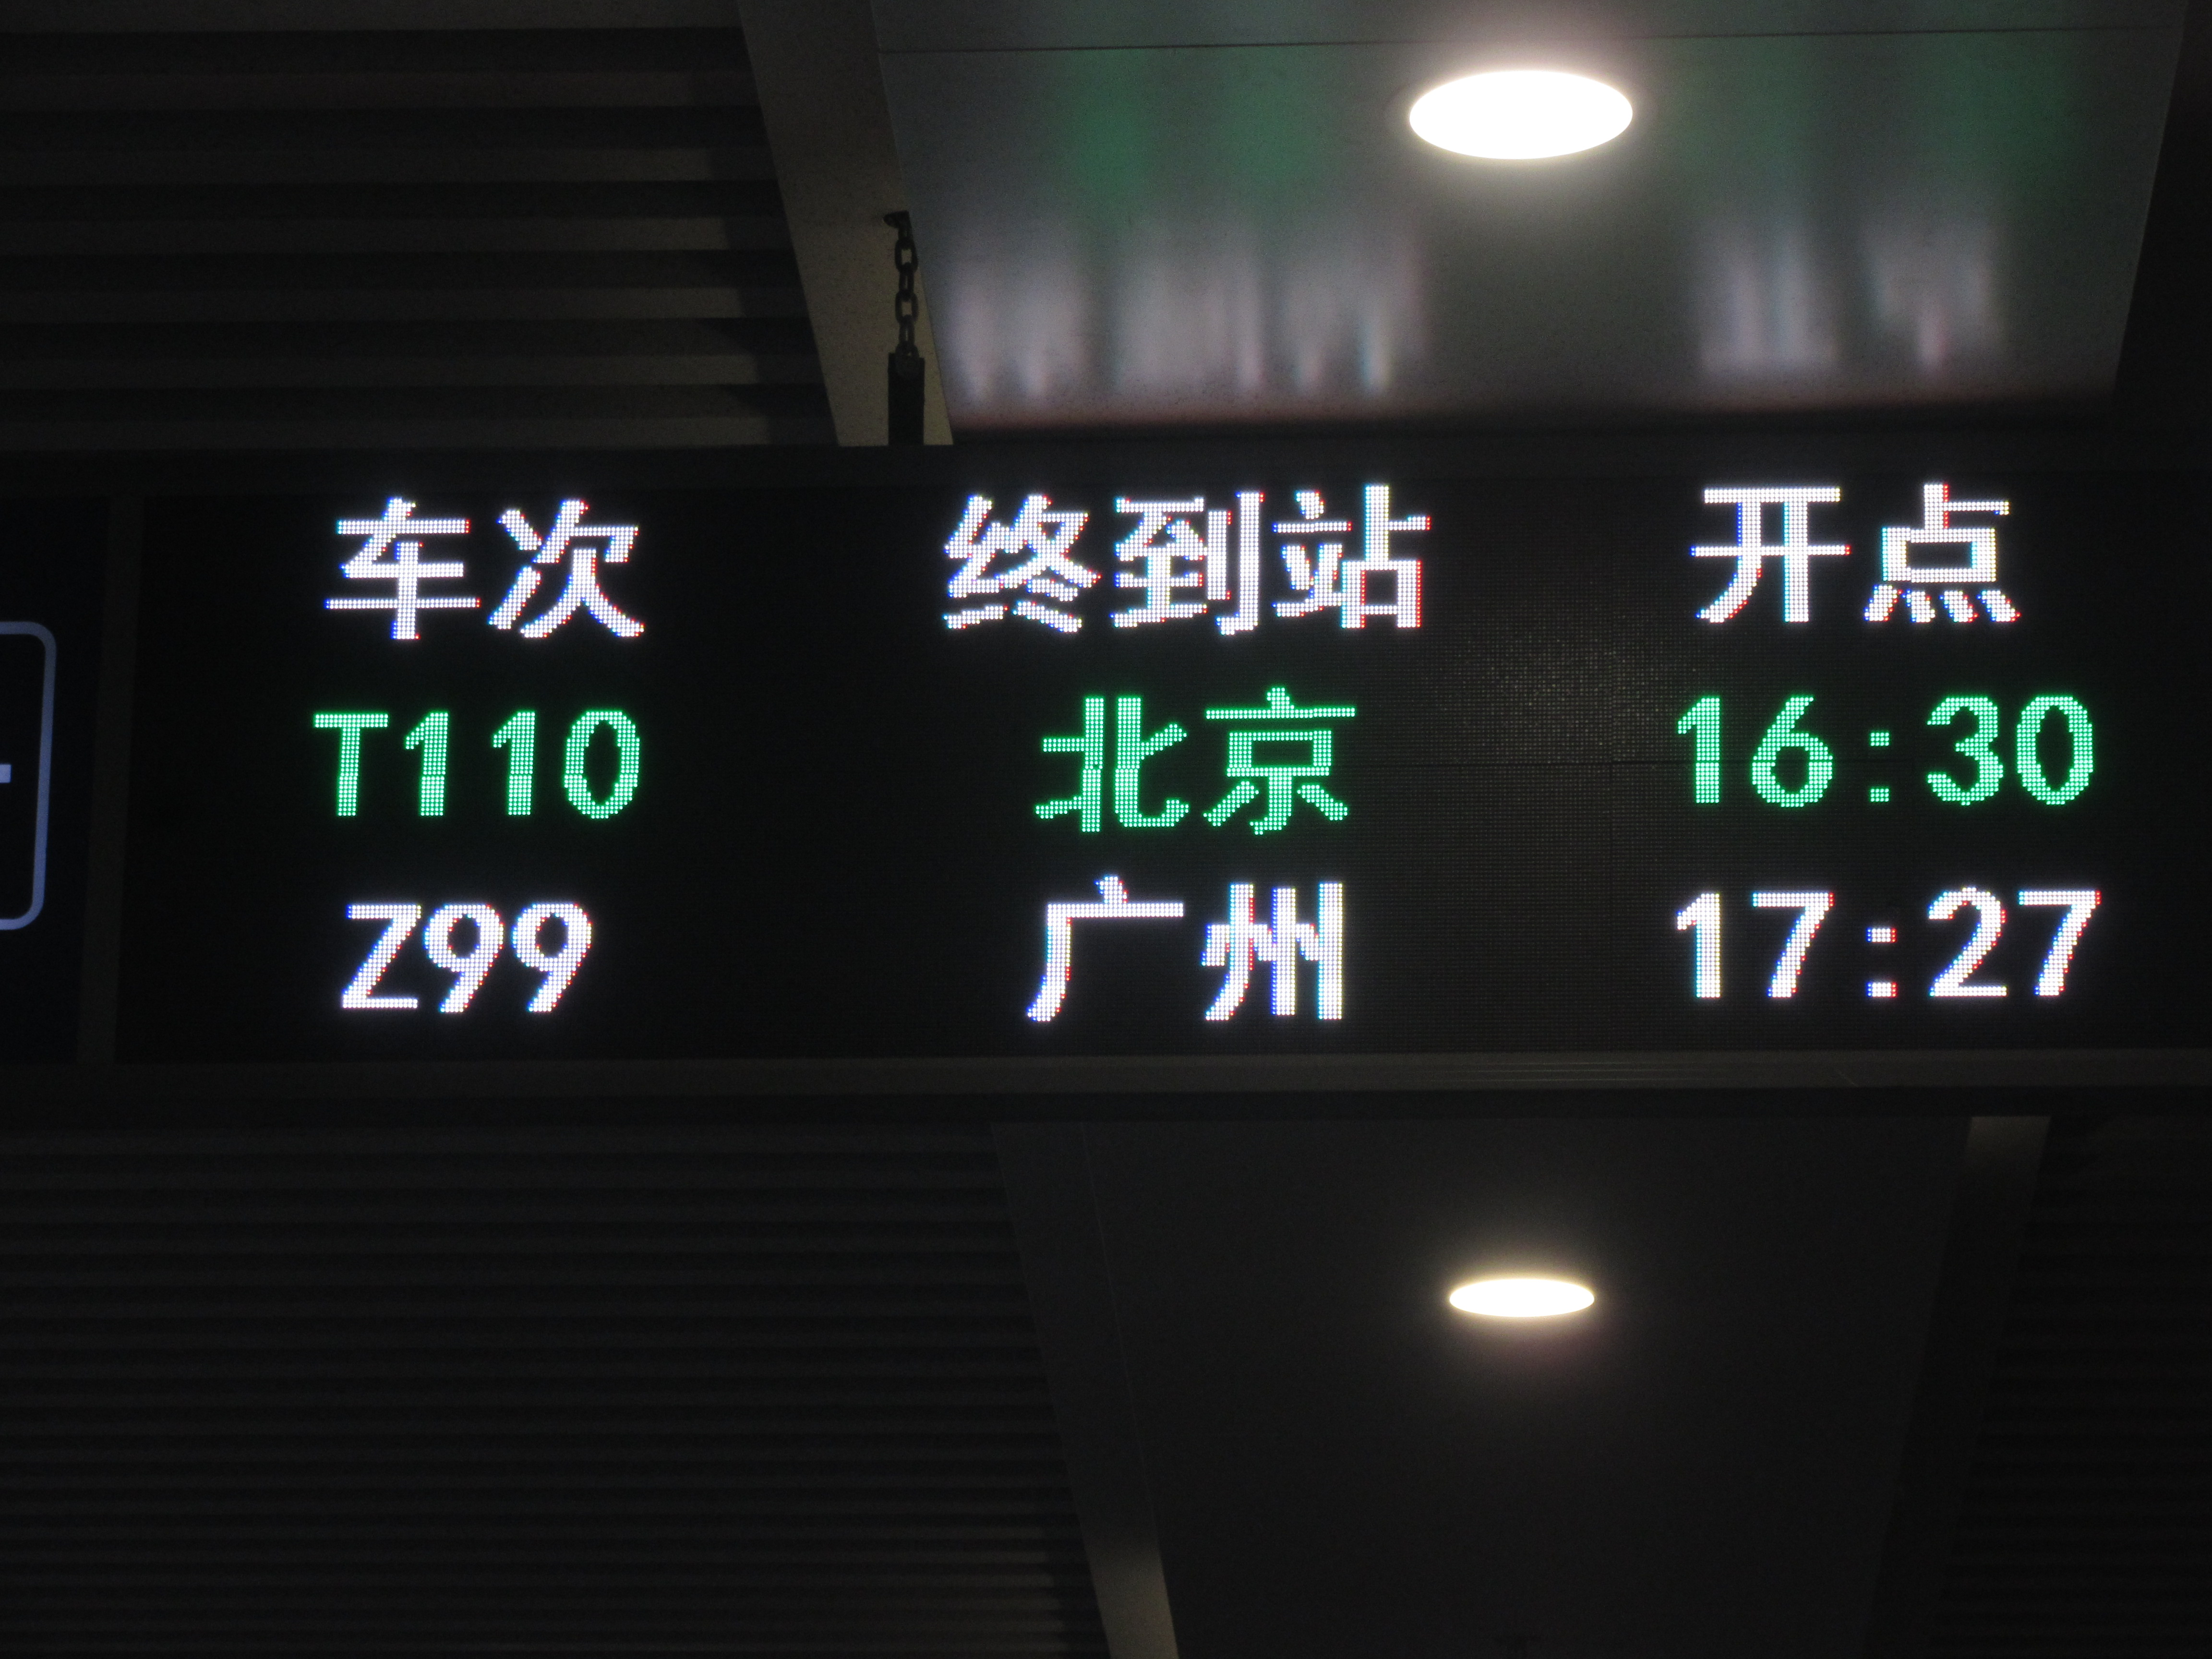 车次 终到站 开点
T110 北京 16:30
Z99 广州 17:27